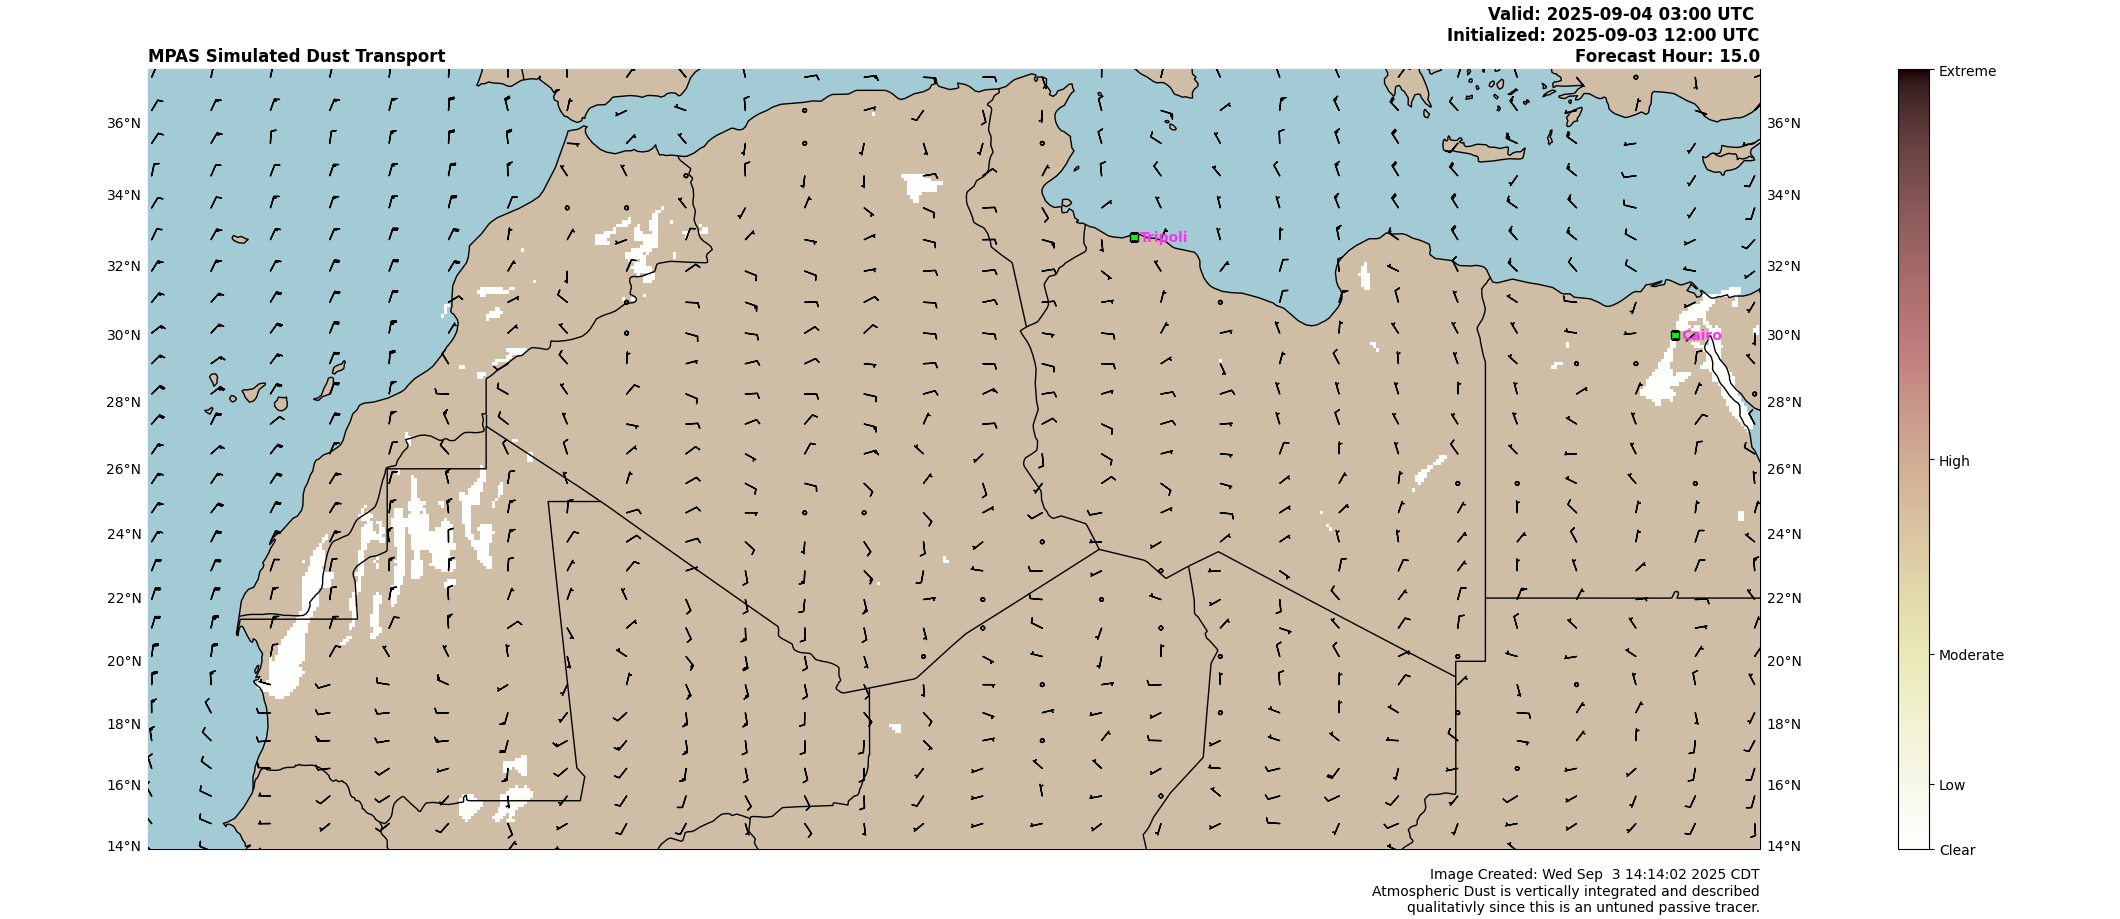 Valid: 2025-09-04 03:00 UTC
Initialized: 2025-09-03 12:00 UTC
MPAS Simulated Dust Transport
Forecast Hour: 15.0
Extreme
36°N
36°N
34°N
34°N
Tripoli
32°N
32°N
30°N
Cairo
30°N
28°N
28°N
26°N
26°N
High
24°N
24°N
22°N
22°N
20°N
20°N
Moderate
18°N
18°N
16°N
16°N
Low
14°N
14°N
Clear
Image Created: Wed Sep  3 14:14:02 2025 CDT
Atmospheric Dust is vertically integrated and described
qualitativly since this is an untuned passive tracer.